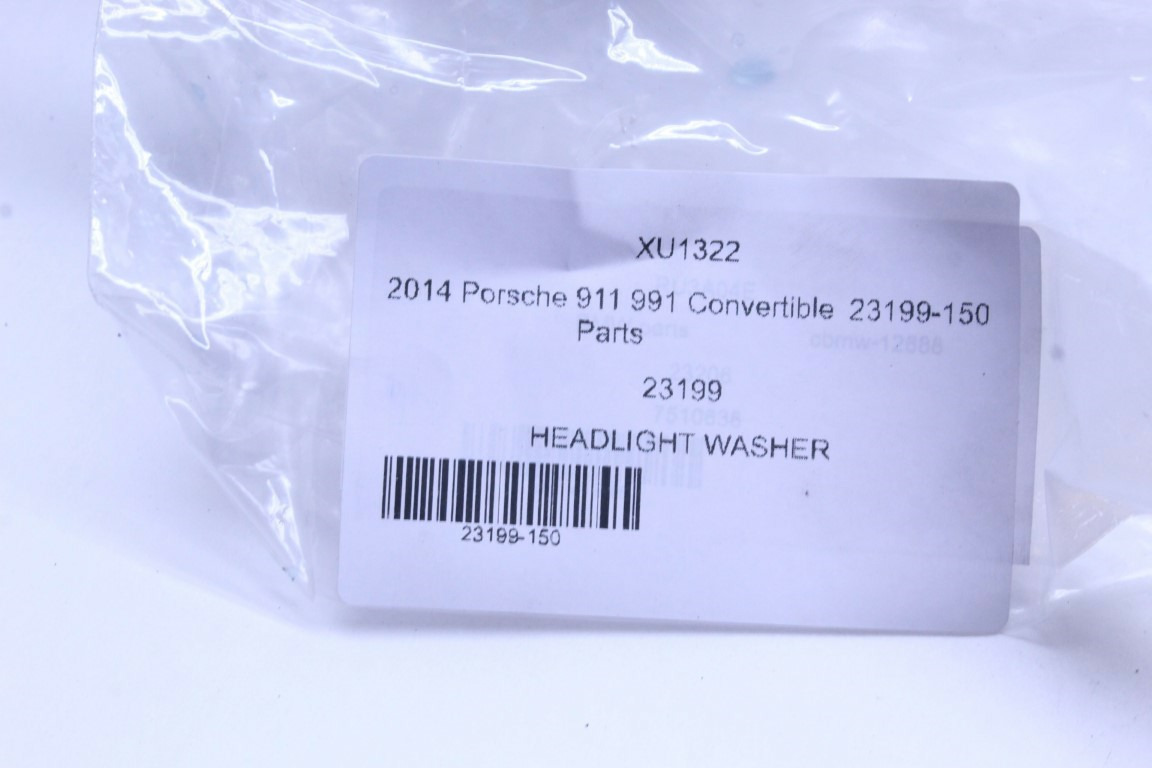 XU1322
2014 Porsche 911 991 Convertible 23199-150
Parts
23199
HEADLIGHT WASHER
23199-150